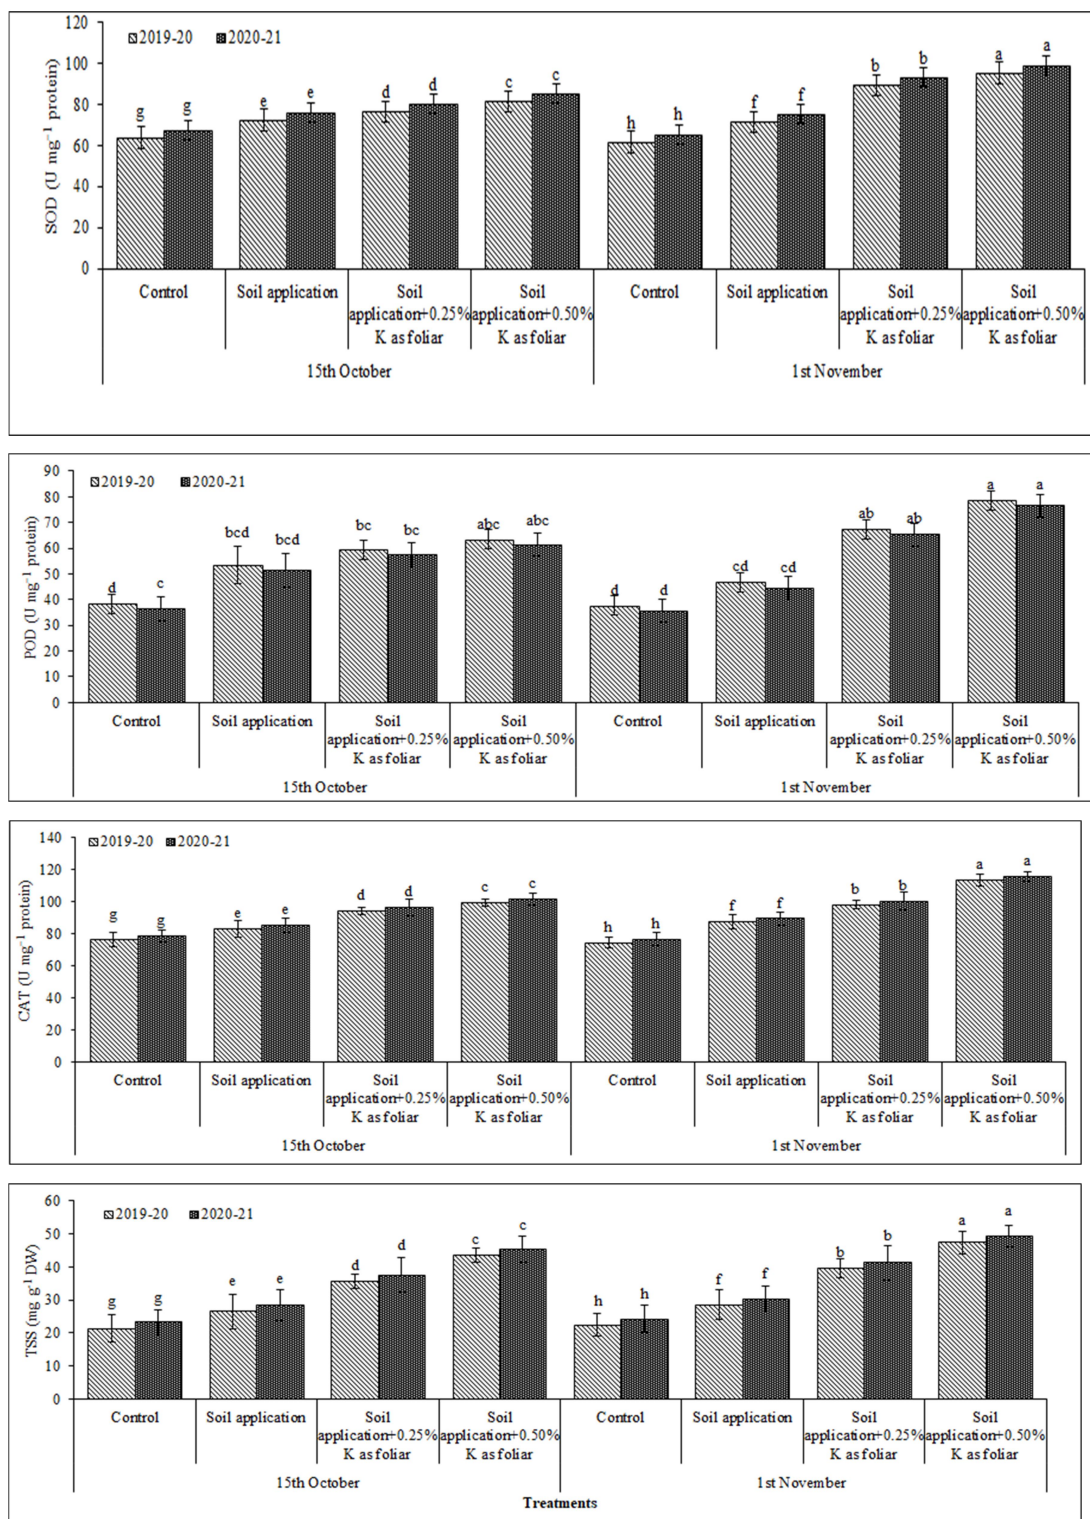 2019-20 2020-21
SOD (U mg⁻¹ protein)
120
100
80
60
40
20
0
g g e e d d c c h h f f b b a a
Control Soil application Soil application+0.25% K as foliar Soil application+0.50% K as foliar Control Soil application Soil application+0.25% K as foliar Soil application+0.50% K as foliar
15th October 1st November
2019-20 2020-21
POD (U mg⁻¹ protein)
90
80
70
60
50
40
30
20
10
0
d c bcd bcd bc bc abc abc d d cd cd ab ab a a
Control Soil application Soil application+0.25% K as foliar Soil application+0.50% K as foliar Control Soil application Soil application+0.25% K as foliar Soil application+0.50% K as foliar
15th October 1st November
2019-20 2020-21
CAT (U mg⁻¹ protein)
140
120
100
80
60
40
20
0
g g e e d d c c h h f f b b a a
Control Soil application Soil application+0.25% K as foliar Soil application+0.50% K as foliar Control Soil application Soil application+0.25% K as foliar Soil application+0.50% K as foliar
15th October 1st November
2019-20 2020-21
TSS (mg g⁻¹ DW)
60
50
40
30
20
10
0
g g e e d d c c h h f f b b a a
Control Soil application Soil application+0.25% K as foliar Soil application+0.50% K as foliar Control Soil application Soil application+0.25% K as foliar Soil application+0.50% K as foliar
15th October 1st November
Treatments